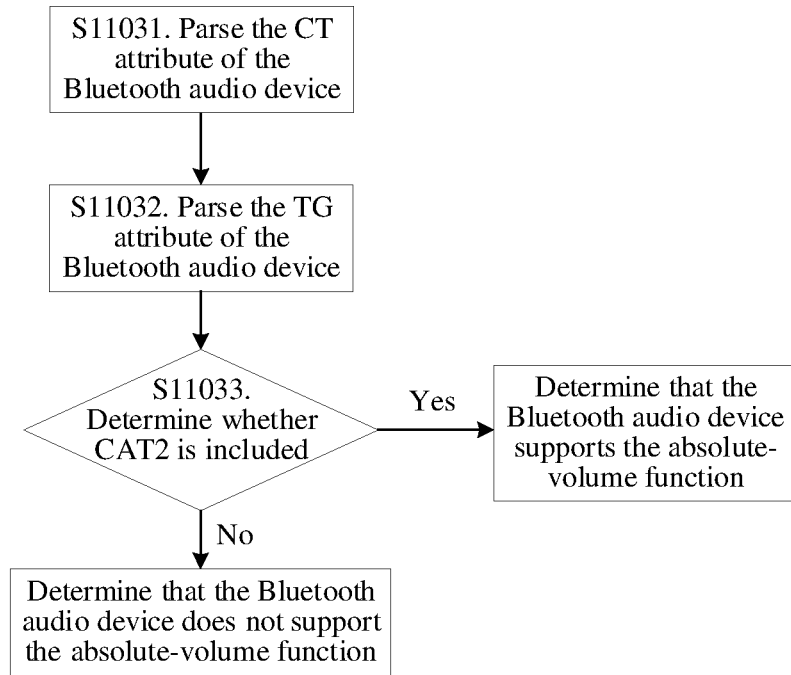 S11031. Parse the CT
attribute of the
Bluetooth audio device
S11032. Parse the TG
attribute of the
Bluetooth audio device
S11033.
Determine whether
CAT2 is included
Yes
Determine that the
Bluetooth audio device
supports the absolute-
volume function
No
Determine that the Bluetooth
audio device does not support
the absolute-volume function